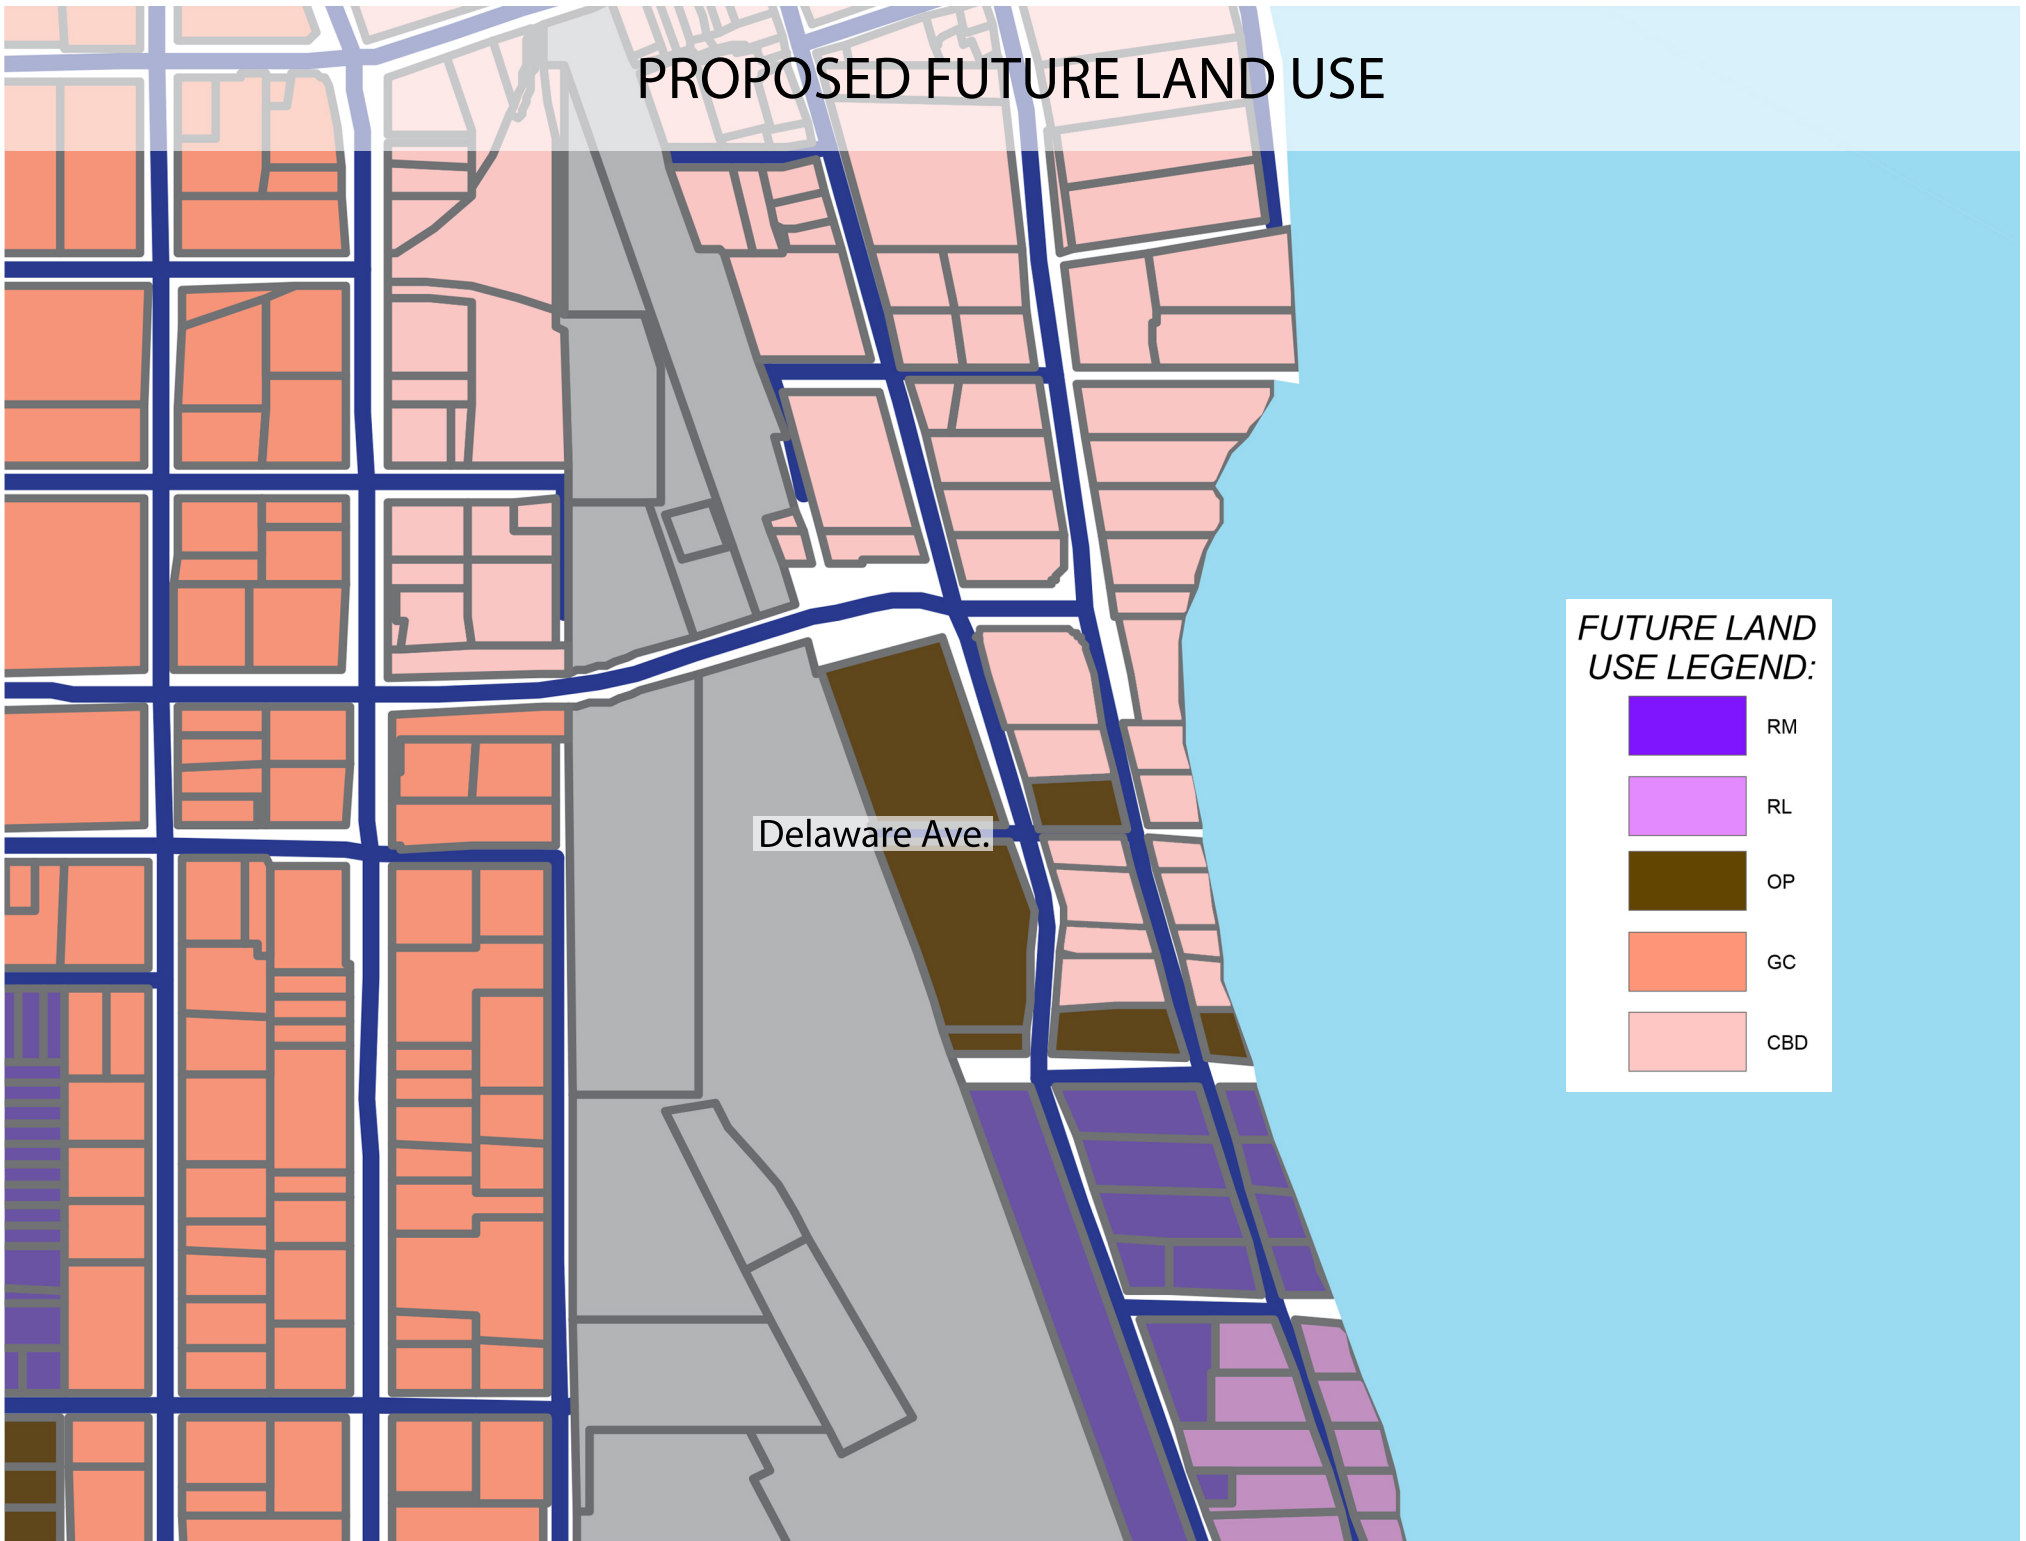 PROPOSED FUTURE LAND USE
Delaware Ave.
FUTURE LAND
USE LEGEND:
RM
RL
OP
GC
CBD